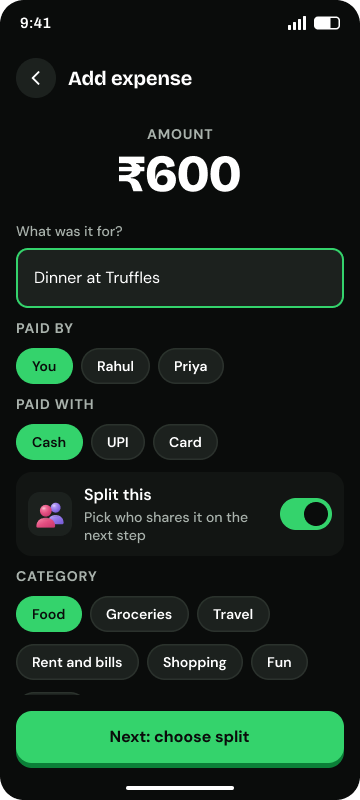 9:41
Add expense
AMOUNT
₹600
What was it for?
Dinner at Truffles
PAID BY
You Rahul Priya
PAID WITH
Cash UPI Card
Split this
Pick who shares it on the
next step
CATEGORY
Food Groceries Travel
Rent and bills Shopping Fun
Next: choose split